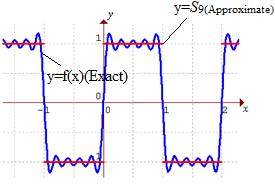 y=S9(Approximate)
y
1
y=f(x)(Exact)
-1 0 1 2 x
1